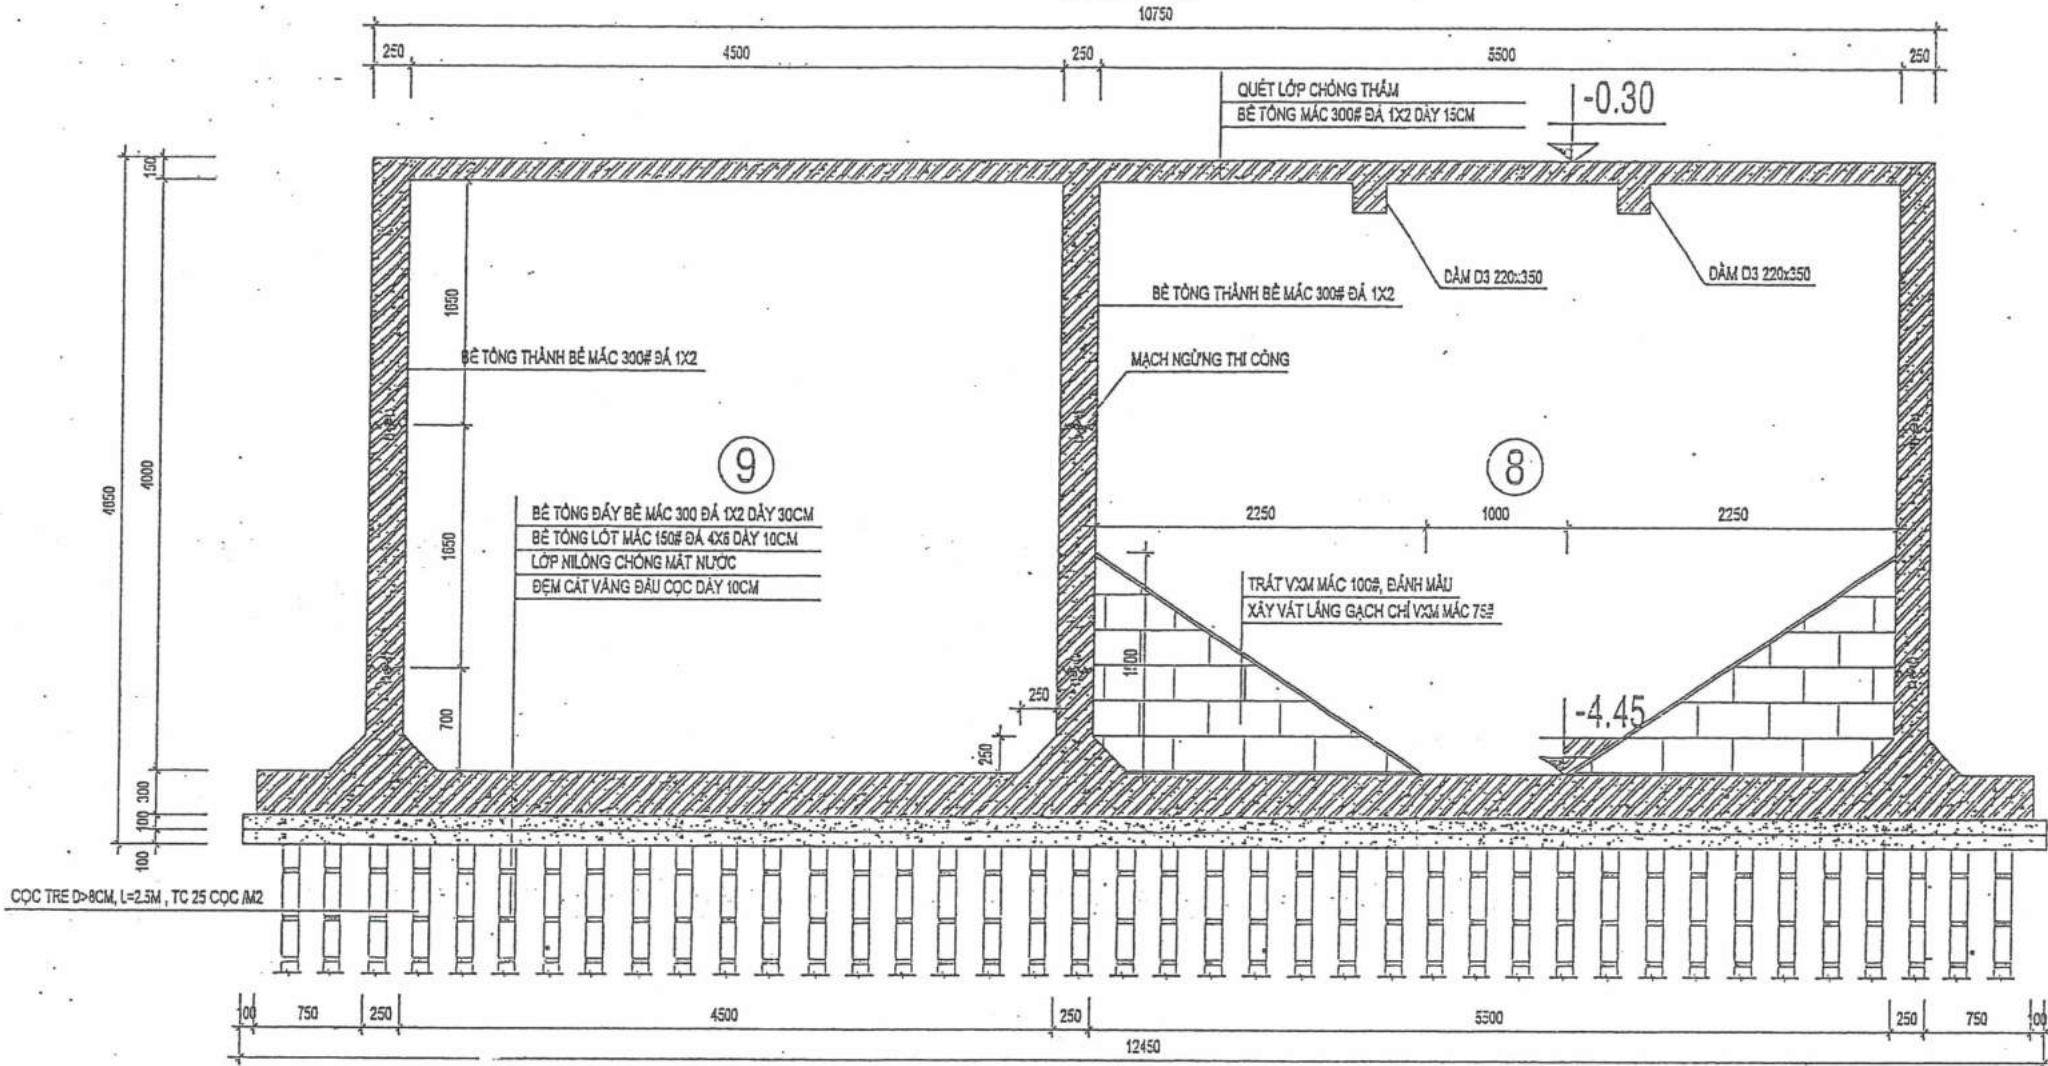 10750
250 4500 250 5500 250
QUÉT LỚP CHỐNG THẤM
BÊ TÔNG MÁC 300# ĐÁ 1X2 DÀY 15CM
-0.30
150
4000
4650
300
100
100
1650
1650
700
DẦM D3 220x350
DẦM D3 220x350
BÊ TÔNG THÀNH BỂ MÁC 300# ĐÁ 1X2
BÊ TÔNG THÀNH BỂ MÁC 300# ĐÁ 1X2
MẠCH NGỪNG THI CÔNG
9
8
BÊ TÔNG ĐÁY BỂ MÁC 300 ĐÁ 1X2 DÀY 30CM
BÊ TÔNG LÓT MÁC 150# ĐÁ 4X6 DÀY 10CM
LỚP NILÔNG CHỐNG MẤT NƯỚC
ĐỆM CÁT VÀNG ĐẦU CỌC DÀY 10CM
2250 1000 2250
TRÁT VXM MÁC 100#, ĐÁNH MÀU
XÂY VÁT LẮNG GẠCH CHỈ VXM MÁC 75#
250
250
-4.45
CỌC TRE D>8CM, L=2.5M , TC 25 CỌC /M2
750 250 4500 250 5500 250 750
12450